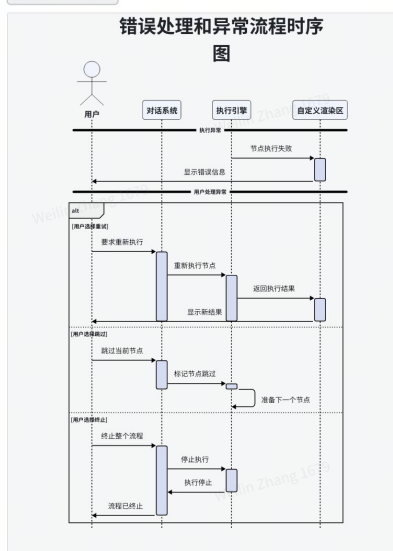 错误处理和异常流程时序
图
用户
对话系统
执行引擎
自定义渲染区
执行异常
节点执行失败
显示错误信息
用户处理异常
alt
[用户选择重试]
要求重新执行
重新执行节点
返回执行结果
显示新结果
[用户选择跳过]
跳过当前节点
标记节点跳过
准备下一个节点
[用户选择终止]
终止整个流程
停止执行
执行停止
流程已终止
Zhang 1679